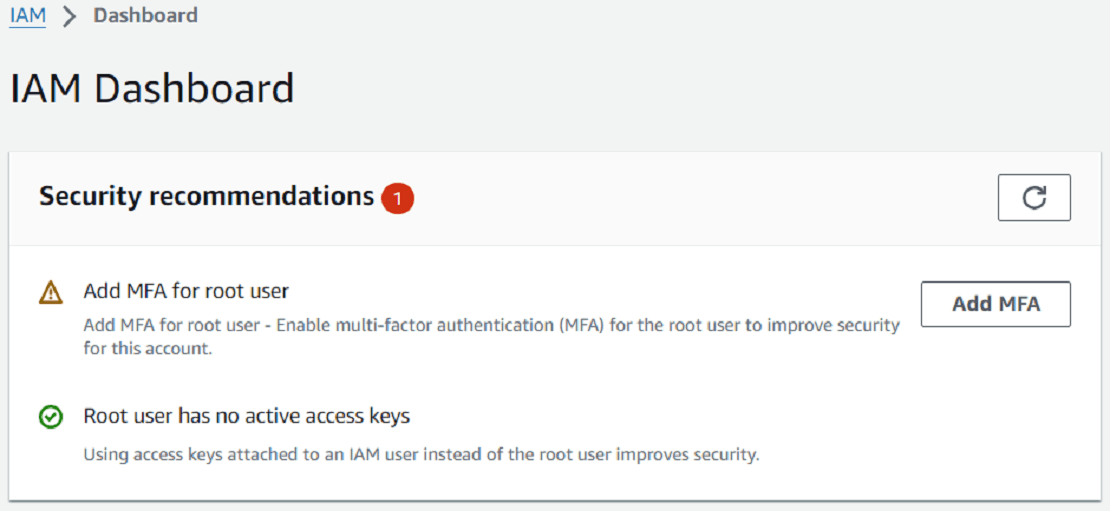 IAM > Dashboard
IAM Dashboard
Security recommendations 1
Add MFA for root user
Add MFA
Add MFA for root user - Enable multi-factor authentication (MFA) for the root user to improve security
for this account.
Root user has no active access keys
Using access keys attached to an IAM user instead of the root user improves security.